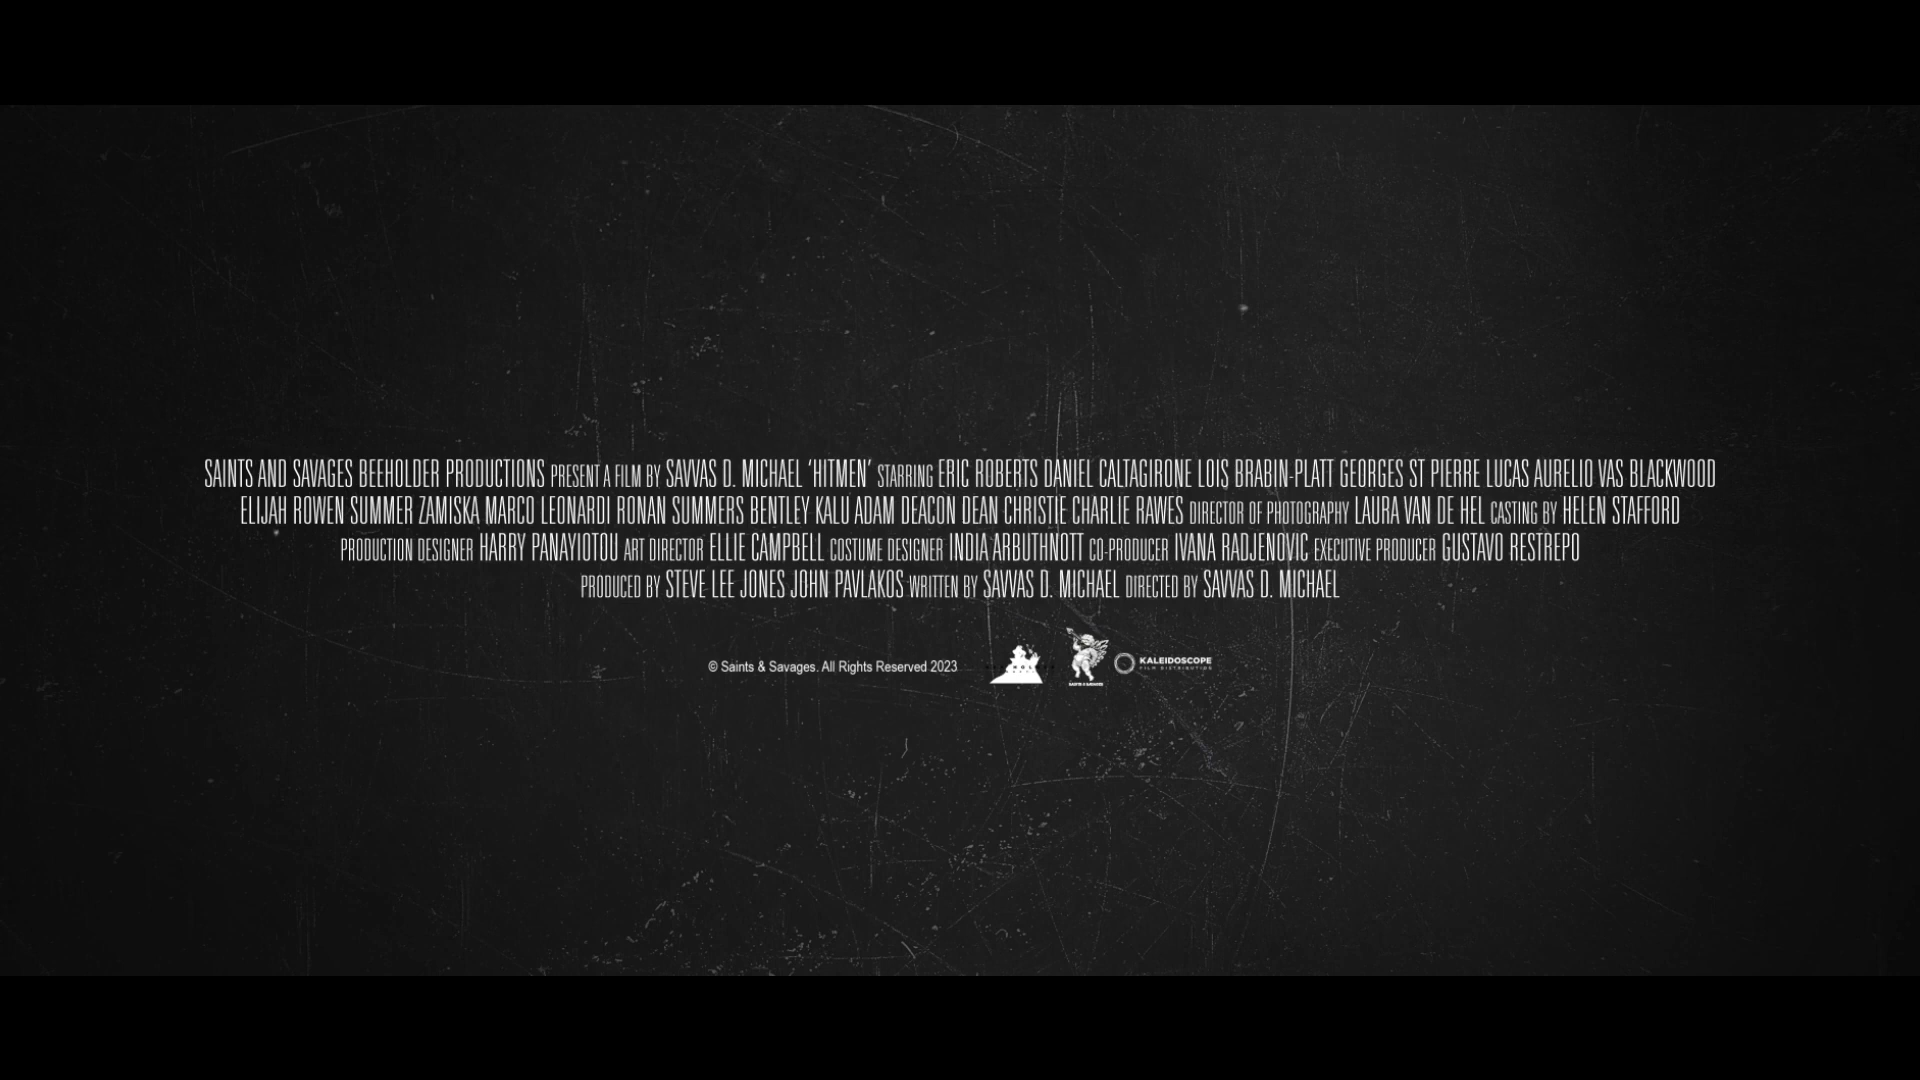 SAINTS AND SAVAGES BEEHOLDER PRODUCTIONS PRESENT A FILM BY SAVVAS D. MICHAEL ‘HITMEN’ STARRING ERIC ROBERTS DANIEL CALTAGIRONE LOIS BRABIN-PLATT GEORGES ST PIERRE LUCAS AURELIO VAS BLACKWOOD
ELIJAH ROWEN SUMMER ZAMISKA MARCO LEONARDI RONAN SUMMERS BENTLEY KALU ADAM DEACON DEAN CHRISTIE CHARLIE RAWES DIRECTOR OF PHOTOGRAPHY LAURA VAN DE HEL CASTING BY HELEN STAFFORD
PRODUCTION DESIGNER HARRY PANAYIOTOU ART DIRECTOR ELLIE CAMPBELL COSTUME DESIGNER INDIA ARBUTHNOTT CO-PRODUCER IVANA RADJENOVIC EXECUTIVE PRODUCER GUSTAVO RESTREPO
PRODUCED BY STEVE LEE JONES JOHN PAVLAKOS WRITTEN BY SAVVAS D. MICHAEL DIRECTED BY SAVVAS D. MICHAEL
© Saints & Savages. All Rights Reserved 2023
SAINTS & SAVAGES
KALEIDOSCOPE
FILM DISTRIBUTION